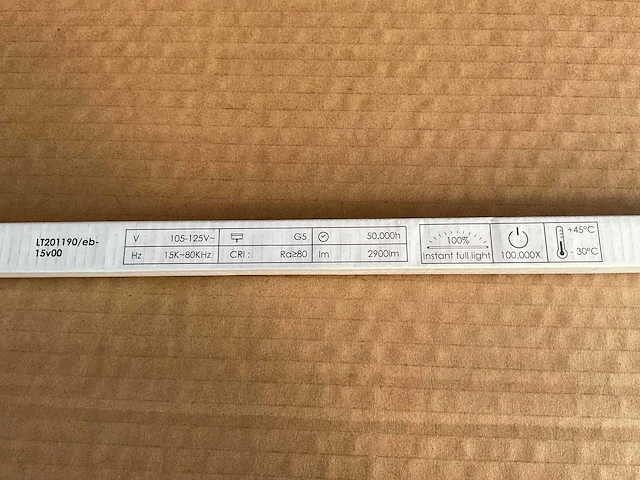 LT201190/eb-
15v00
V 105-125V~
G5
50.000h
Hz 15K~80KHz
CRI : Ra≥80
lm 2900lm
100%
Instant full light
100.000X
+45°C
- 30°C